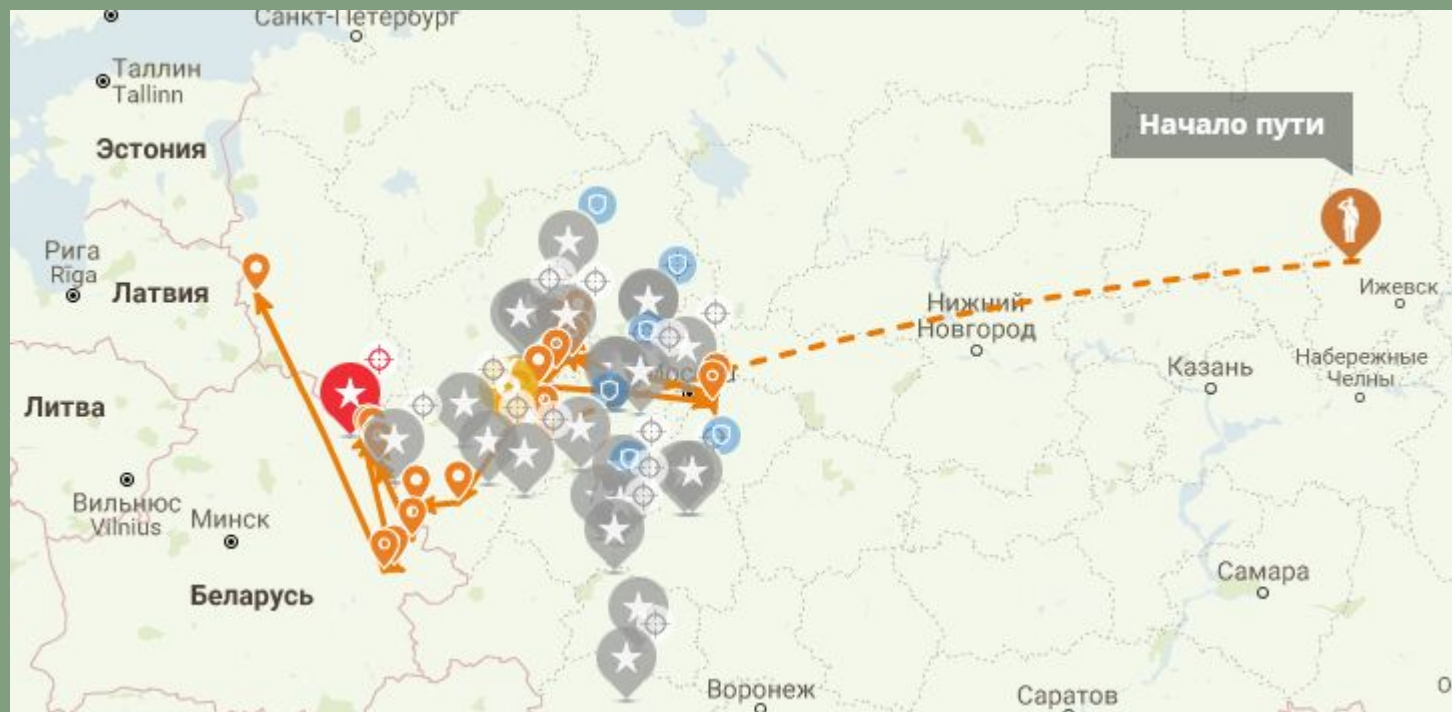 Санкт-Петербург
Таллин
Tallinn
Эстония
Начало пути
Рига
Rīga
Латвия
Нижний
Новгород
Ижевск
Казань
Набережные
Челны
Литва
Вильнюс
Vilnius
Минск
Беларусь
Самара
Воронеж
Саратов